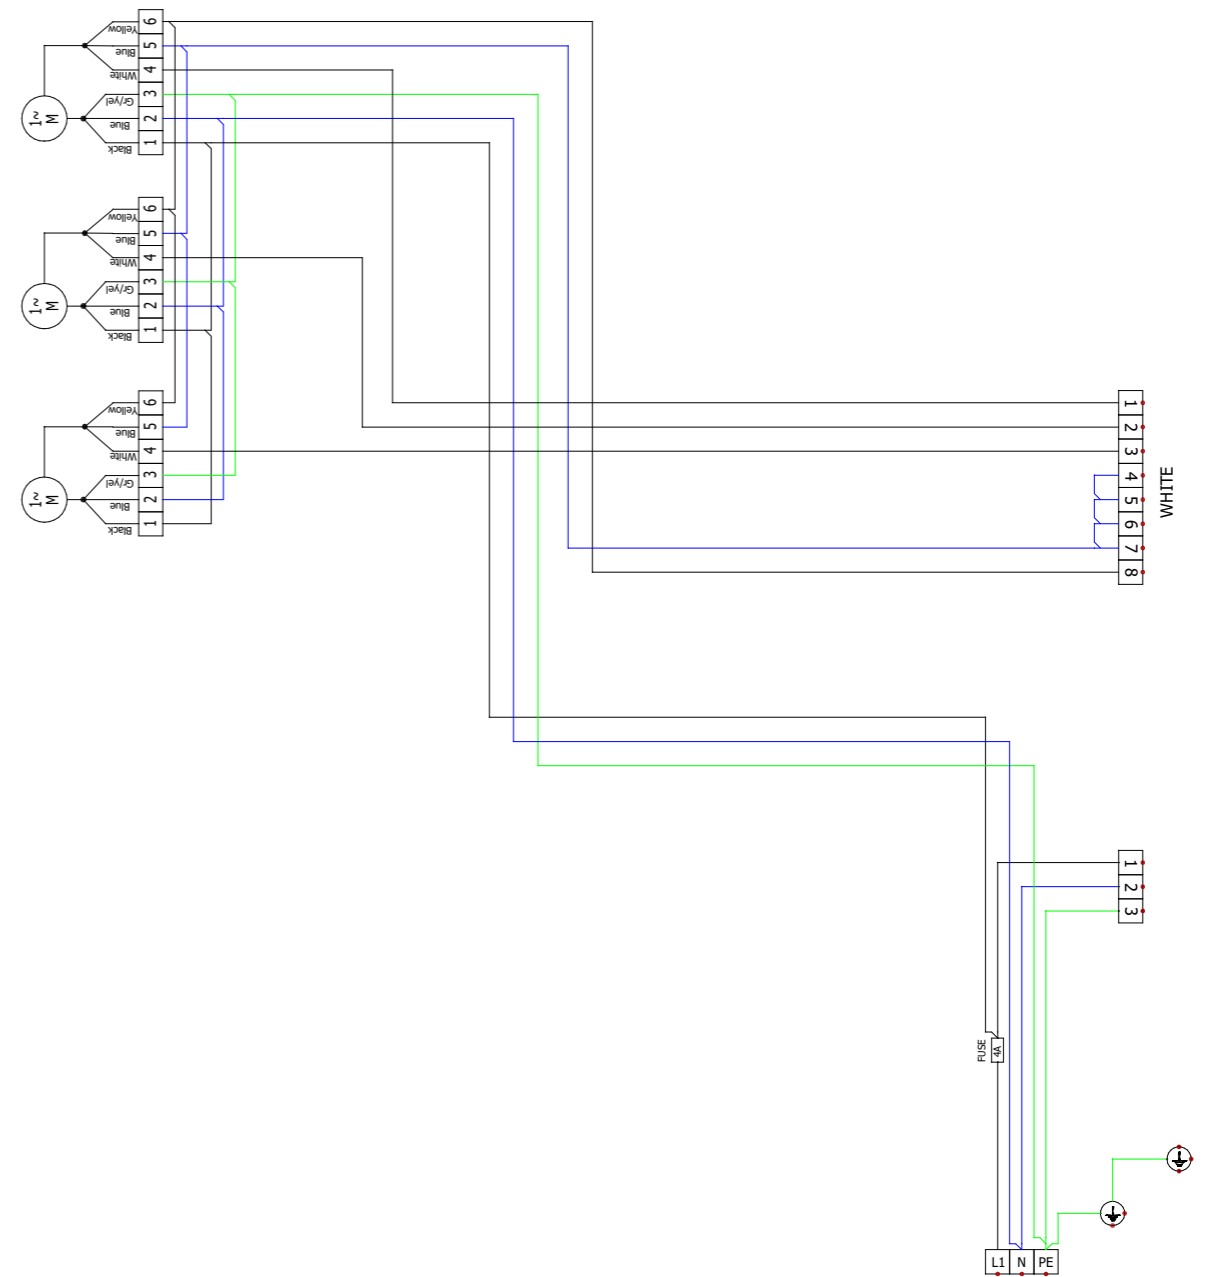 6 Yellow
5 Blue
4 White
3 Gr/yel
2 Blue
1 Black
M 1~
6 Yellow
5 Blue
4 White
3 Gr/yel
2 Blue
1 Black
M 1~
6 Yellow
5 Blue
4 White
3 Gr/yel
2 Blue
1 Black
M 1~
1
2
3
4
5
6
7
8
WHITE
1
2
3
FUSE
4A
L1 N PE